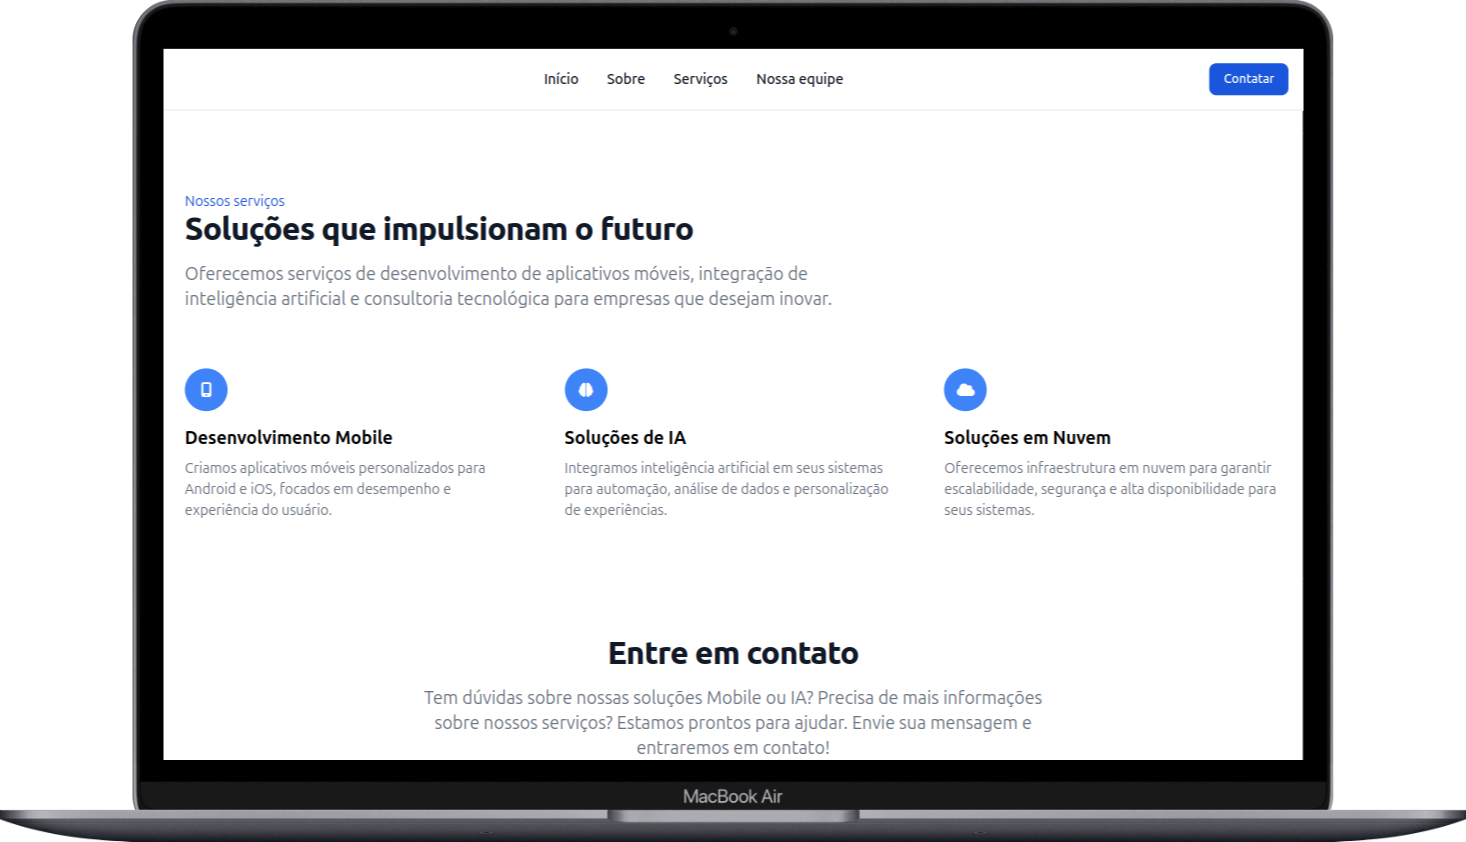 Início Sobre Serviços Nossa equipe Contatar
Nossos serviços
Soluções que impulsionam o futuro
Oferecemos serviços de desenvolvimento de aplicativos móveis, integração de
inteligência artificial e consultoria tecnológica para empresas que desejam inovar.
Desenvolvimento Mobile
Criamos aplicativos móveis personalizados para
Android e iOS, focados em desempenho e
experiência do usuário.
Soluções de IA
Integramos inteligência artificial em seus sistemas
para automação, análise de dados e personalização
de experiências.
Soluções em Nuvem
Oferecemos infraestrutura em nuvem para garantir
escalabilidade, segurança e alta disponibilidade para
seus sistemas.
Entre em contato
Tem dúvidas sobre nossas soluções Mobile ou IA? Precisa de mais informações
sobre nossos serviços? Estamos prontos para ajudar. Envie sua mensagem e
entraremos em contato!
MacBook Air